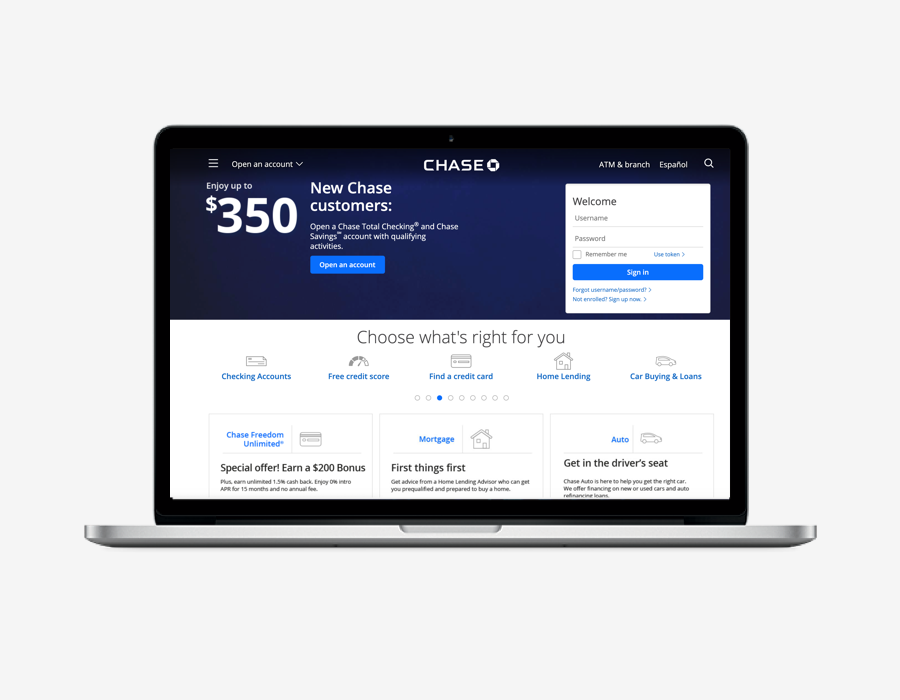 Open an account
CHASE
ATM & branch
Español
Enjoy up to
$350
New Chase
customers:
Open a Chase Total Checking® and Chase
Savings℠ account with qualifying
activities.
Open an account
Welcome
Username
Password
Remember me
Use token
Sign in
Forgot username/password?
Not enrolled? Sign up now.
Choose what's right for you
Checking Accounts
Free credit score
Find a credit card
Home Lending
Car Buying & Loans
Chase Freedom
Unlimited®
Special offer! Earn a $200 Bonus
Plus, earn unlimited 1.5% cash back. Enjoy 0% intro
APR for 15 months and no annual fee.
Mortgage
First things first
Get advice from a Home Lending Advisor who can get
you prequalified and prepared to buy a home.
Auto
Get in the driver’s seat
Chase Auto is here to help you get the right car.
We offer financing on new or used cars and auto
refinancing loans.